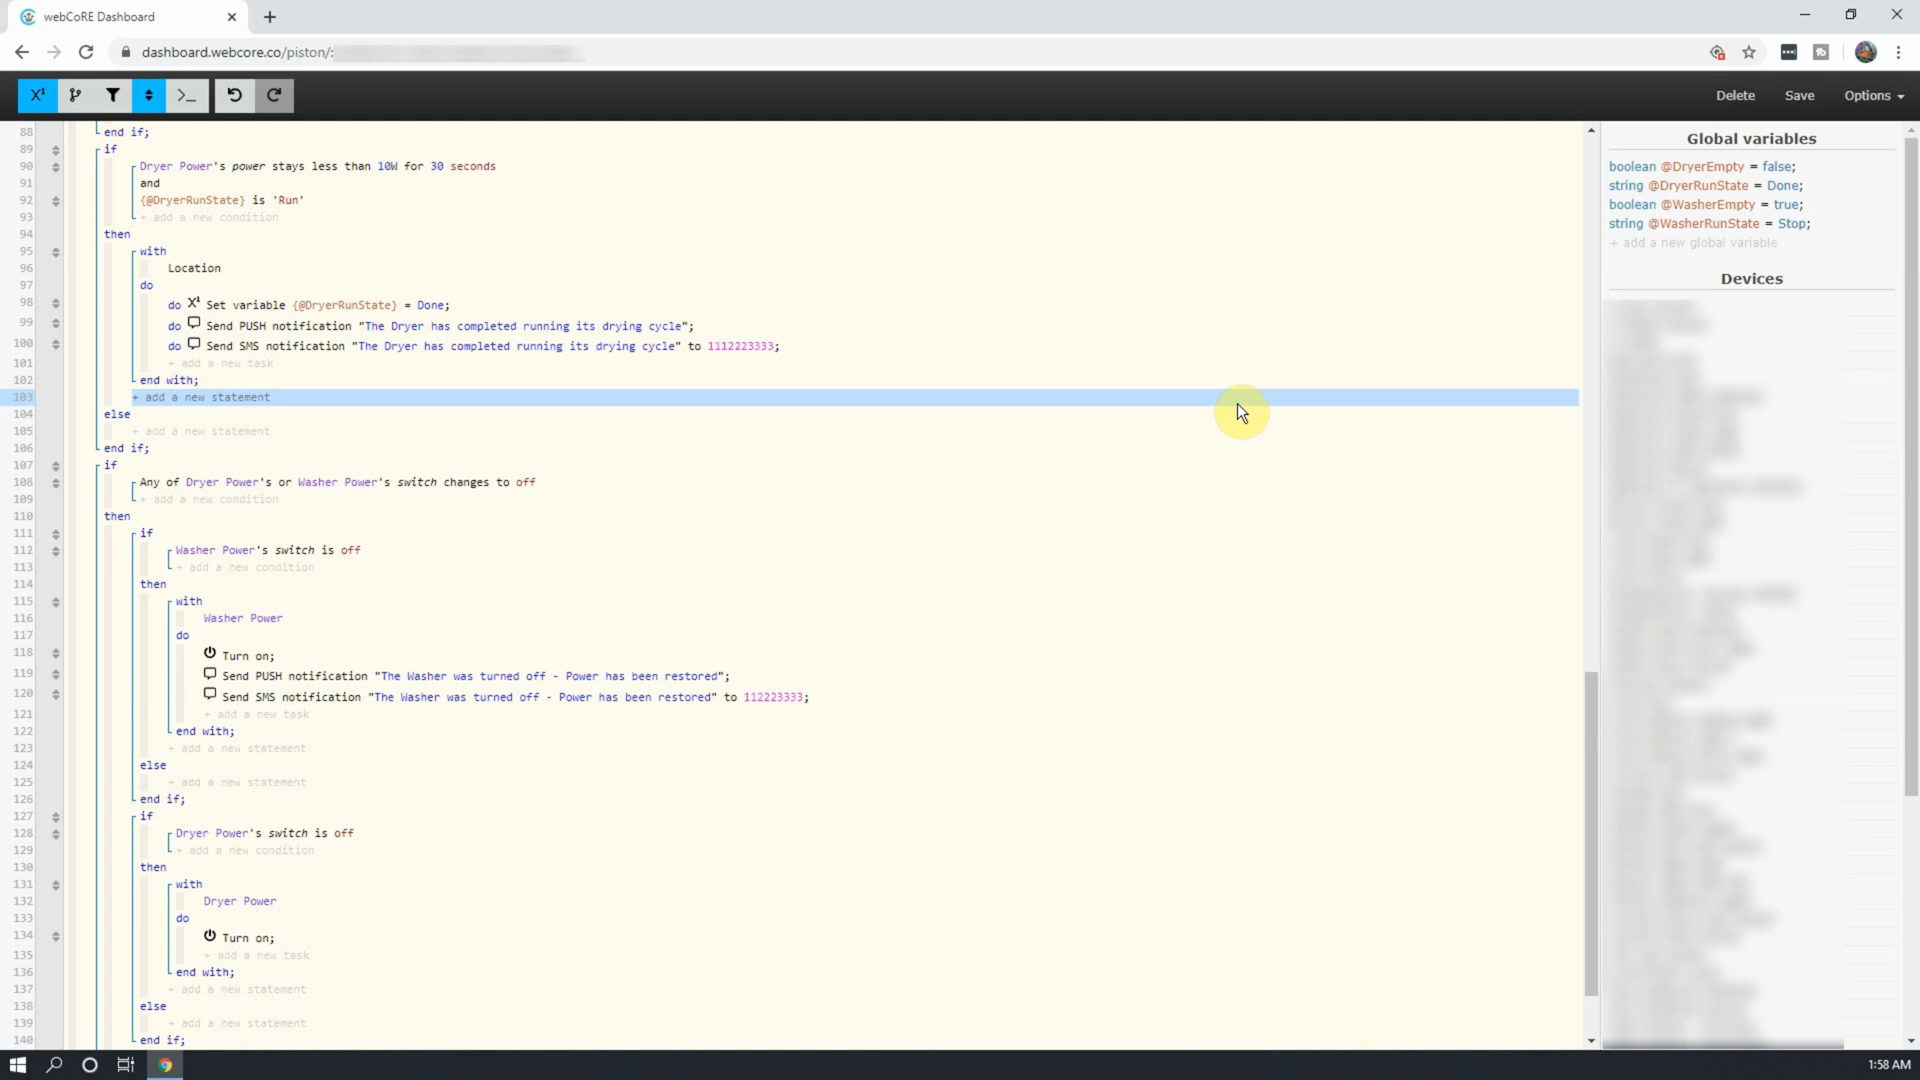 webCoRE Dashboard
dashboard.webcore.co/piston/:
X¹
>_
Delete
Save
Options
88 end if;
89 if
90 Dryer Power's power stays less than 10W for 30 seconds
91 and
92 {@DryerRunState} is 'Run'
93 + add a new condition
94 then
95 with
96 Location
97 do
98 do X¹ Set variable {@DryerRunState} = Done;
99 do Send PUSH notification "The Dryer has completed running its drying cycle";
100 do Send SMS notification "The Dryer has completed running its drying cycle" to 1112223333;
101 + add a new task
102 end with;
103 + add a new statement
104 else
105 + add a new statement
106 end if;
107 if
108 Any of Dryer Power's or Washer Power's switch changes to off
109 + add a new condition
110 then
111 if
112 Washer Power's switch is off
113 + add a new condition
114 then
115 with
116 Washer Power
117 do
118 Turn on;
119 Send PUSH notification "The Washer was turned off - Power has been restored";
120 Send SMS notification "The Washer was turned off - Power has been restored" to 112223333;
121 + add a new task
122 end with;
123 + add a new statement
124 else
125 + add a new statement
126 end if;
127 if
128 Dryer Power's switch is off
129 + add a new condition
130 then
131 with
132 Dryer Power
133 do
134 Turn on;
135 + add a new task
136 end with;
137 + add a new statement
138 else
139 + add a new statement
140 end if;
Global variables
boolean @DryerEmpty = false;
string @DryerRunState = Done;
boolean @WasherEmpty = true;
string @WasherRunState = Stop;
+ add a new global variable
Devices
1:58 AM